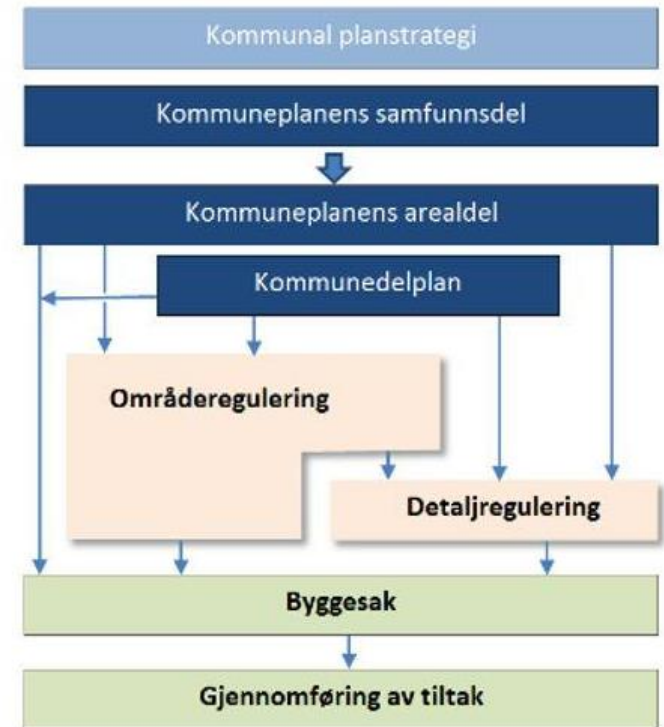 Kommunal planstrategi
Kommuneplanens samfunnsdel
Kommuneplanens arealdel
Kommunedelplan
Områderegulering
Detaljregulering
Byggesak
Gjennomføring av tiltak